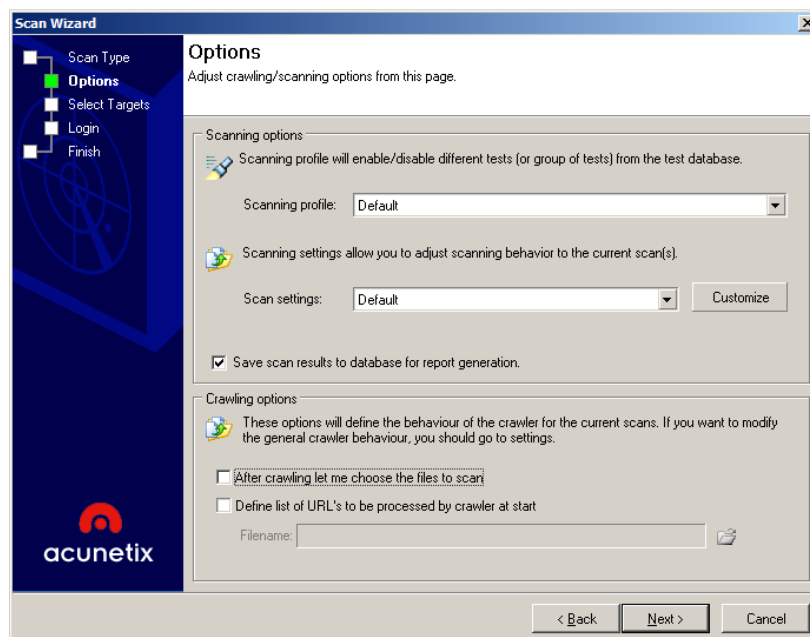 Scan Wizard
Scan Type
Options
Select Targets
Login
Finish
acunetix
Options
Adjust crawling/scanning options from this page.
Scanning options
Scanning profile will enable/disable different tests (or group of tests) from the test database.
Scanning profile: Default
Scanning settings allow you to adjust scanning behavior to the current scan(s).
Scan settings: Default Customize
Save scan results to database for report generation.
Crawling options
These options will define the behaviour of the crawler for the current scans. If you want to modify
the general crawler behaviour, you should go to settings.
After crawling let me choose the files to scan
Define list of URL's to be processed by crawler at start
Filename:
< Back Next > Cancel